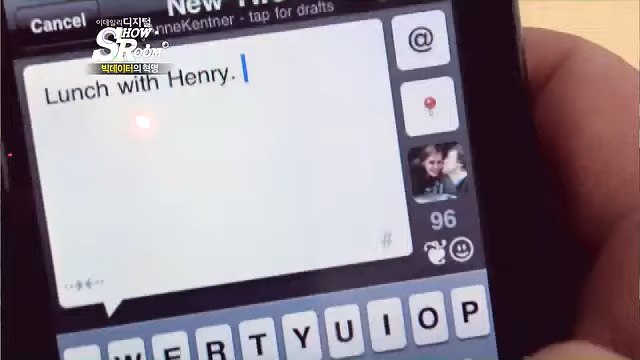 Cancel
New
nneKentner - tap for drafts
이데일리 디지털
SHOW
ROOM
빅데이터의 혁명
Lunch with Henry.
@
96
#
W E R T Y U I O P